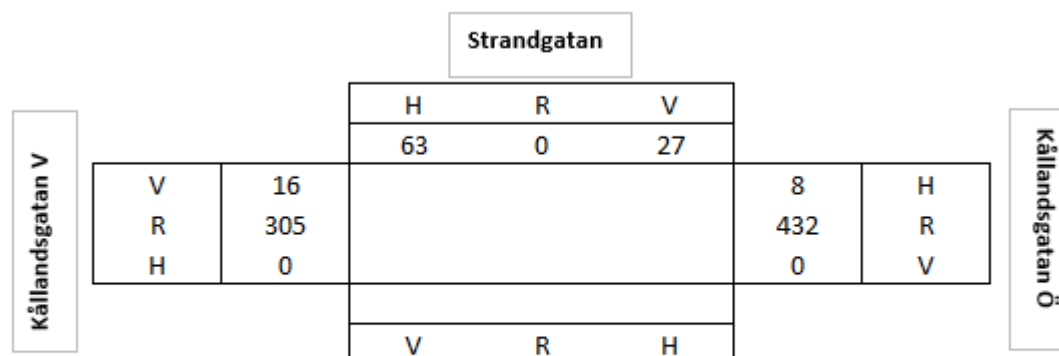 Strandgatan
H R V
63 0 27
Kållandsgatan V
V 16 8 H
R 305 432 R
H 0 0 V
Kållandsgatan Ö
V R H